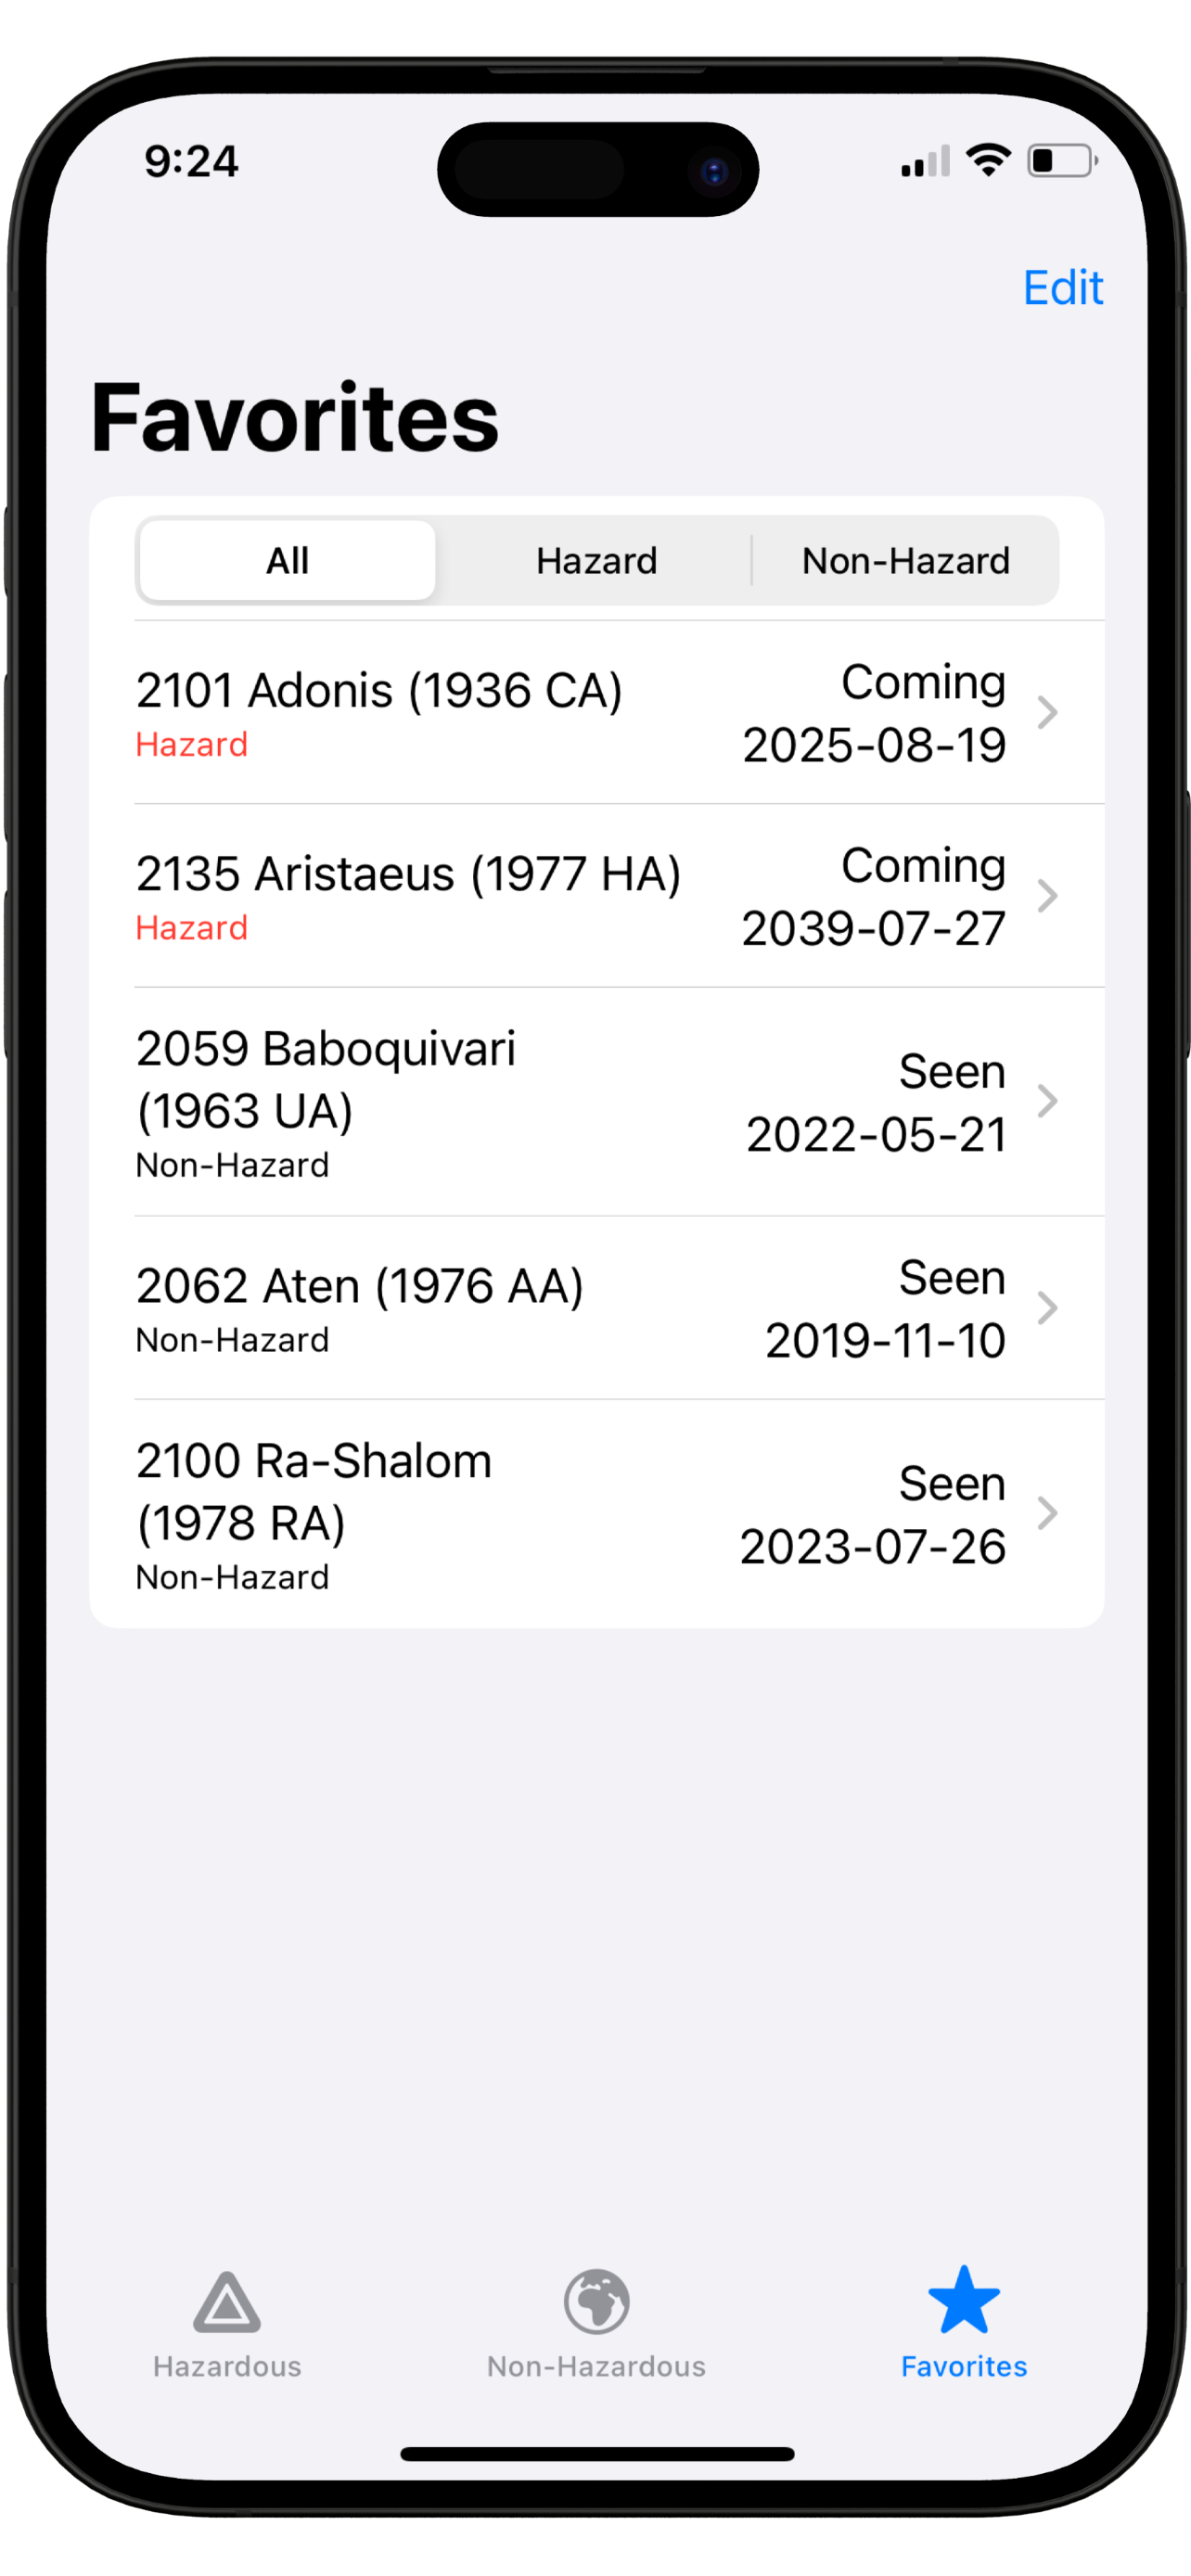 9:24
Edit
Favorites
All Hazard Non-Hazard
2101 Adonis (1936 CA)
Hazard
Coming
2025-08-19
2135 Aristaeus (1977 HA)
Hazard
Coming
2039-07-27
2059 Baboquivari
(1963 UA)
Non-Hazard
Seen
2022-05-21
2062 Aten (1976 AA)
Non-Hazard
Seen
2019-11-10
2100 Ra-Shalom
(1978 RA)
Non-Hazard
Seen
2023-07-26
Hazardous Non-Hazardous Favorites